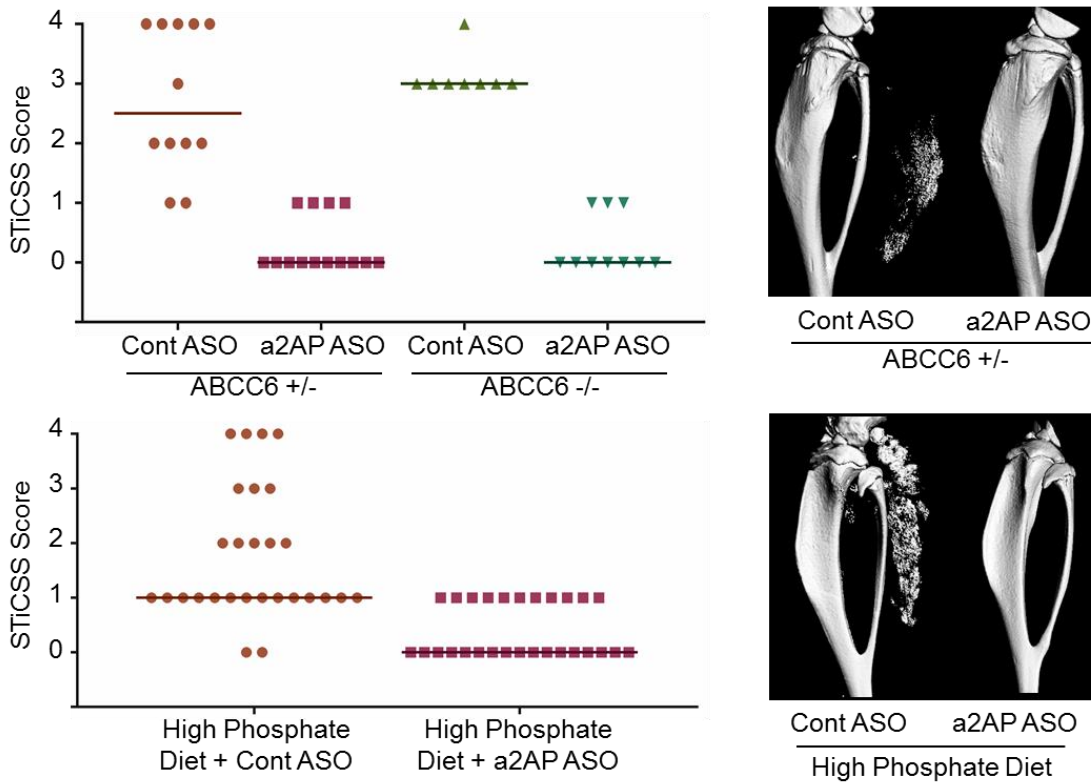 STiCSS Score
4
3
2
1
0
Cont ASO
a2AP ASO
Cont ASO
a2AP ASO
ABCC6 +/-
ABCC6 -/-
Cont ASO
a2AP ASO
ABCC6 +/-
STiCSS Score
4
3
2
1
0
High Phosphate
Diet + Cont ASO
High Phosphate
Diet + a2AP ASO
Cont ASO
a2AP ASO
High Phosphate Diet